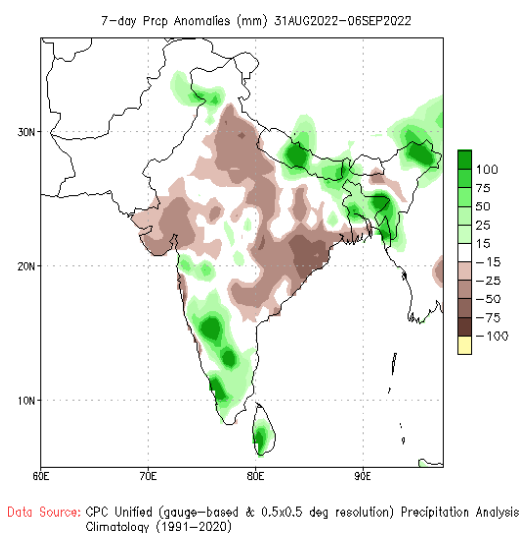 7-day Prcp Anomalies (mm) 31AUG2022-06SEP2022
30N
20N
10N
60E 70E 80E 90E
100
75
50
25
15
-15
-25
-50
-75
-100
Data Source: CPC Unified (gauge-based & 0.5x0.5 deg resolution) Precipitation Analysis
Climatology (1991-2020)